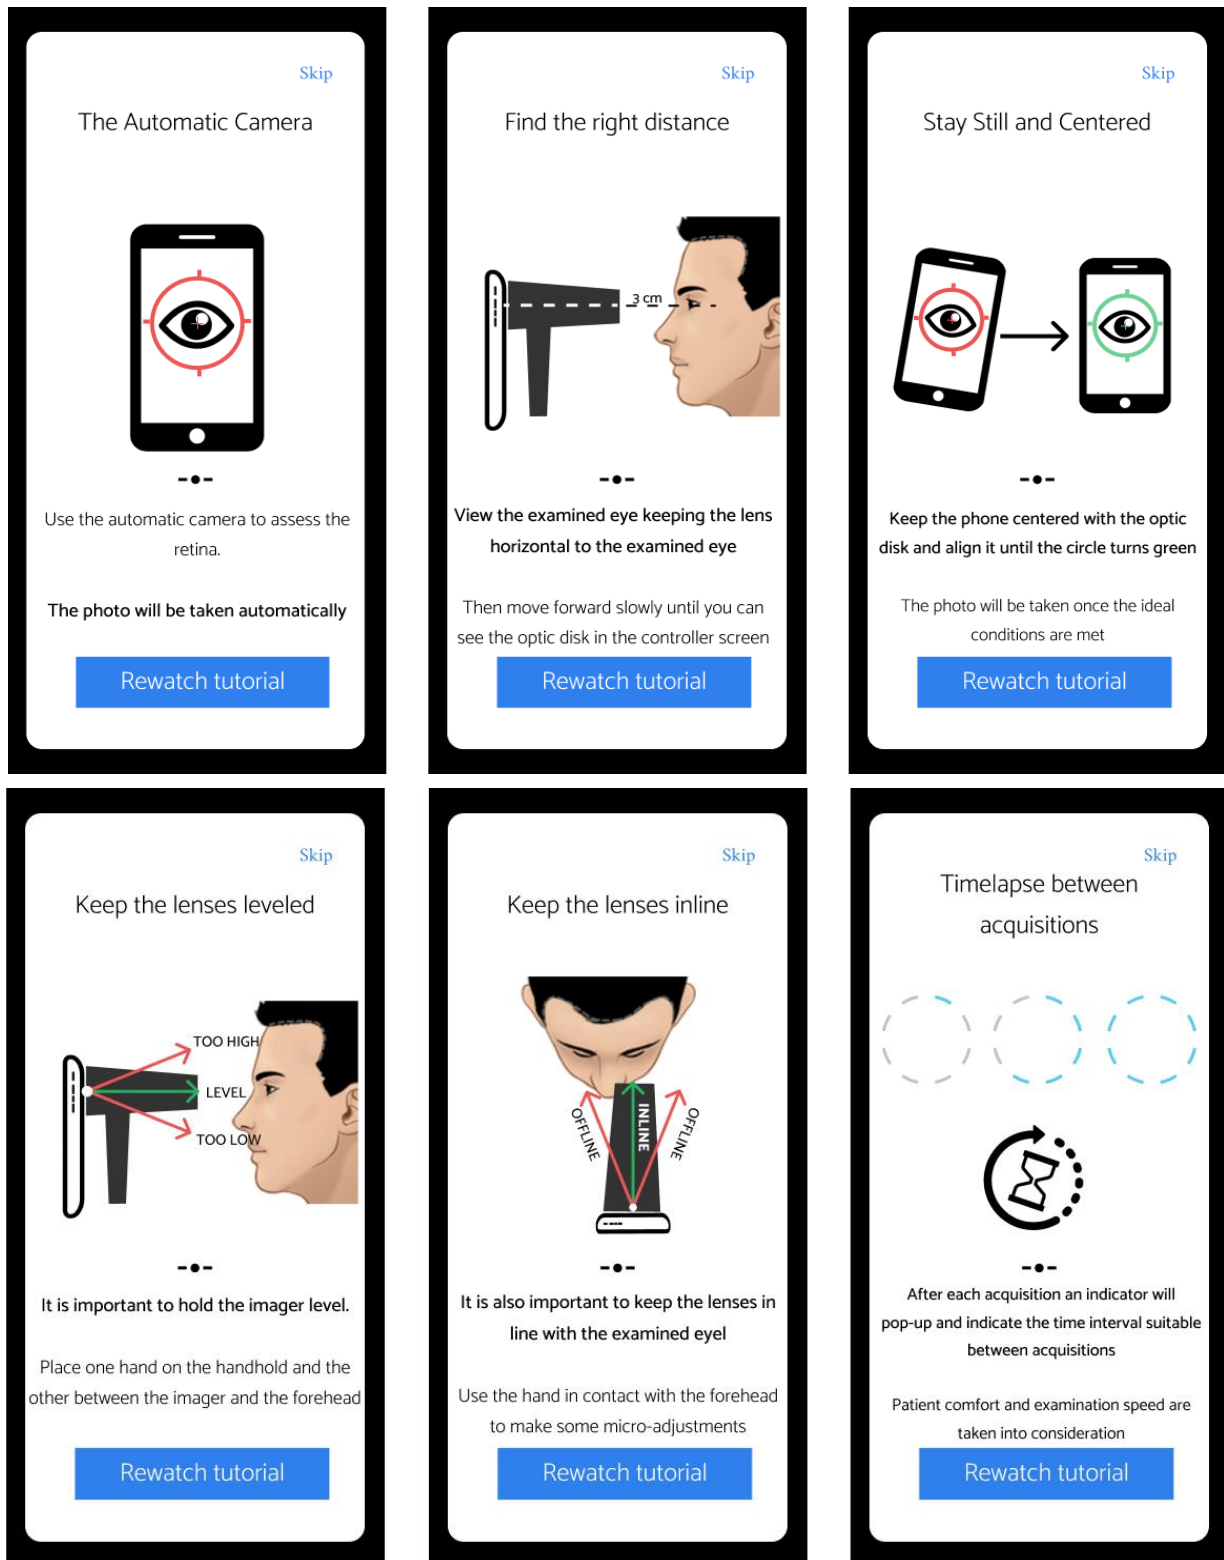 Skip
The Automatic Camera
Use the automatic camera to assess the
retina.
The photo will be taken automatically
Rewatch tutorial
Skip
Find the right distance
3 cm
View the examined eye keeping the lens
horizontal to the examined eye
Then move forward slowly until you can
see the optic disk in the controller screen
Rewatch tutorial
Skip
Stay Still and Centered
Keep the phone centered with the optic
disk and align it until the circle turns green
The photo will be taken once the ideal
conditions are met
Rewatch tutorial
Skip
Keep the lenses leveled
TOO HIGH
LEVEL
TOO LOW
It is important to hold the imager level.
Place one hand on the handhold and the
other between the imager and the forehead
Rewatch tutorial
Skip
Keep the lenses inline
OFFLINE
INLINE
OFFLINE
It is also important to keep the lenses in
line with the examined eyel
Use the hand in contact with the forehead
to make some micro-adjustments
Rewatch tutorial
Skip
Timelapse between
acquisitions
After each acquisition an indicator will
pop-up and indicate the time interval suitable
between acquisitions
Patient comfort and examination speed are
taken into consideration
Rewatch tutorial